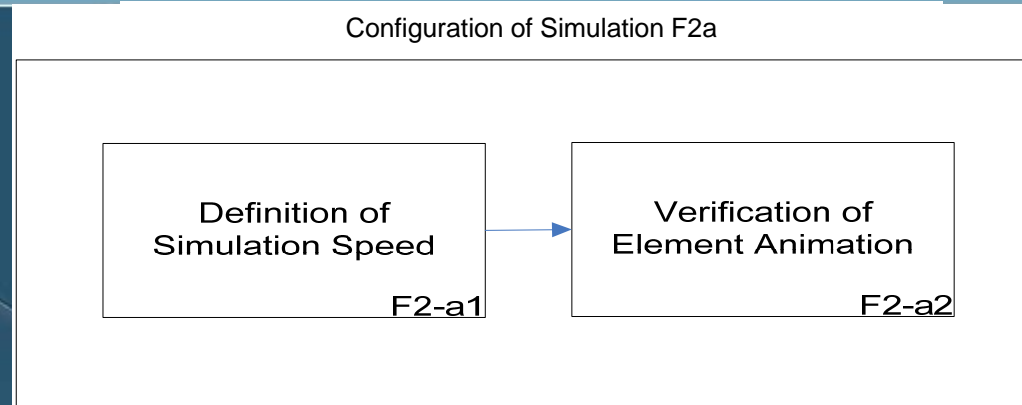 Configuration of Simulation F2a
Definition of
Simulation Speed
F2-a1
Verification of
Element Animation
F2-a2